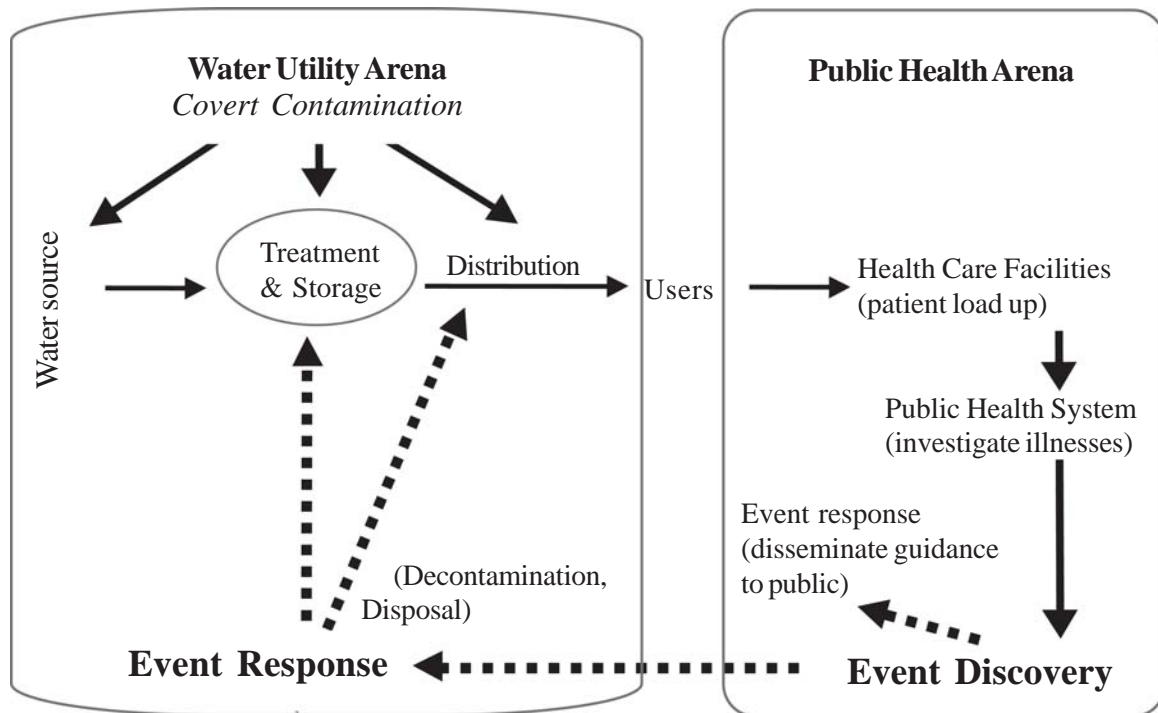 Water Utility Arena
Covert Contamination
Water source
Treatment
& Storage
Distribution
Users
(Decontamination,
Disposal)
Event Response
Public Health Arena
Health Care Facilities
(patient load up)
Public Health System
(investigate illnesses)
Event response
(disseminate guidance
to public)
Event Discovery